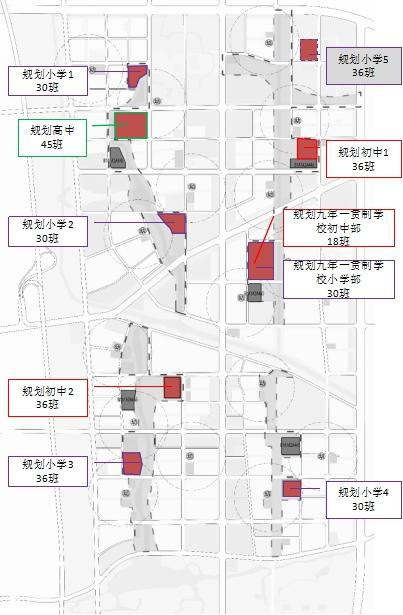 规划小学5
36班
规划小学1
30班
规划高中
45班
规划初中1
36班
规划小学2
30班
规划九年一贯制学
校初中部
18班
规划九年一贯制学
校小学部
30班
规划初中2
36班
规划小学3
36班
规划小学4
30班